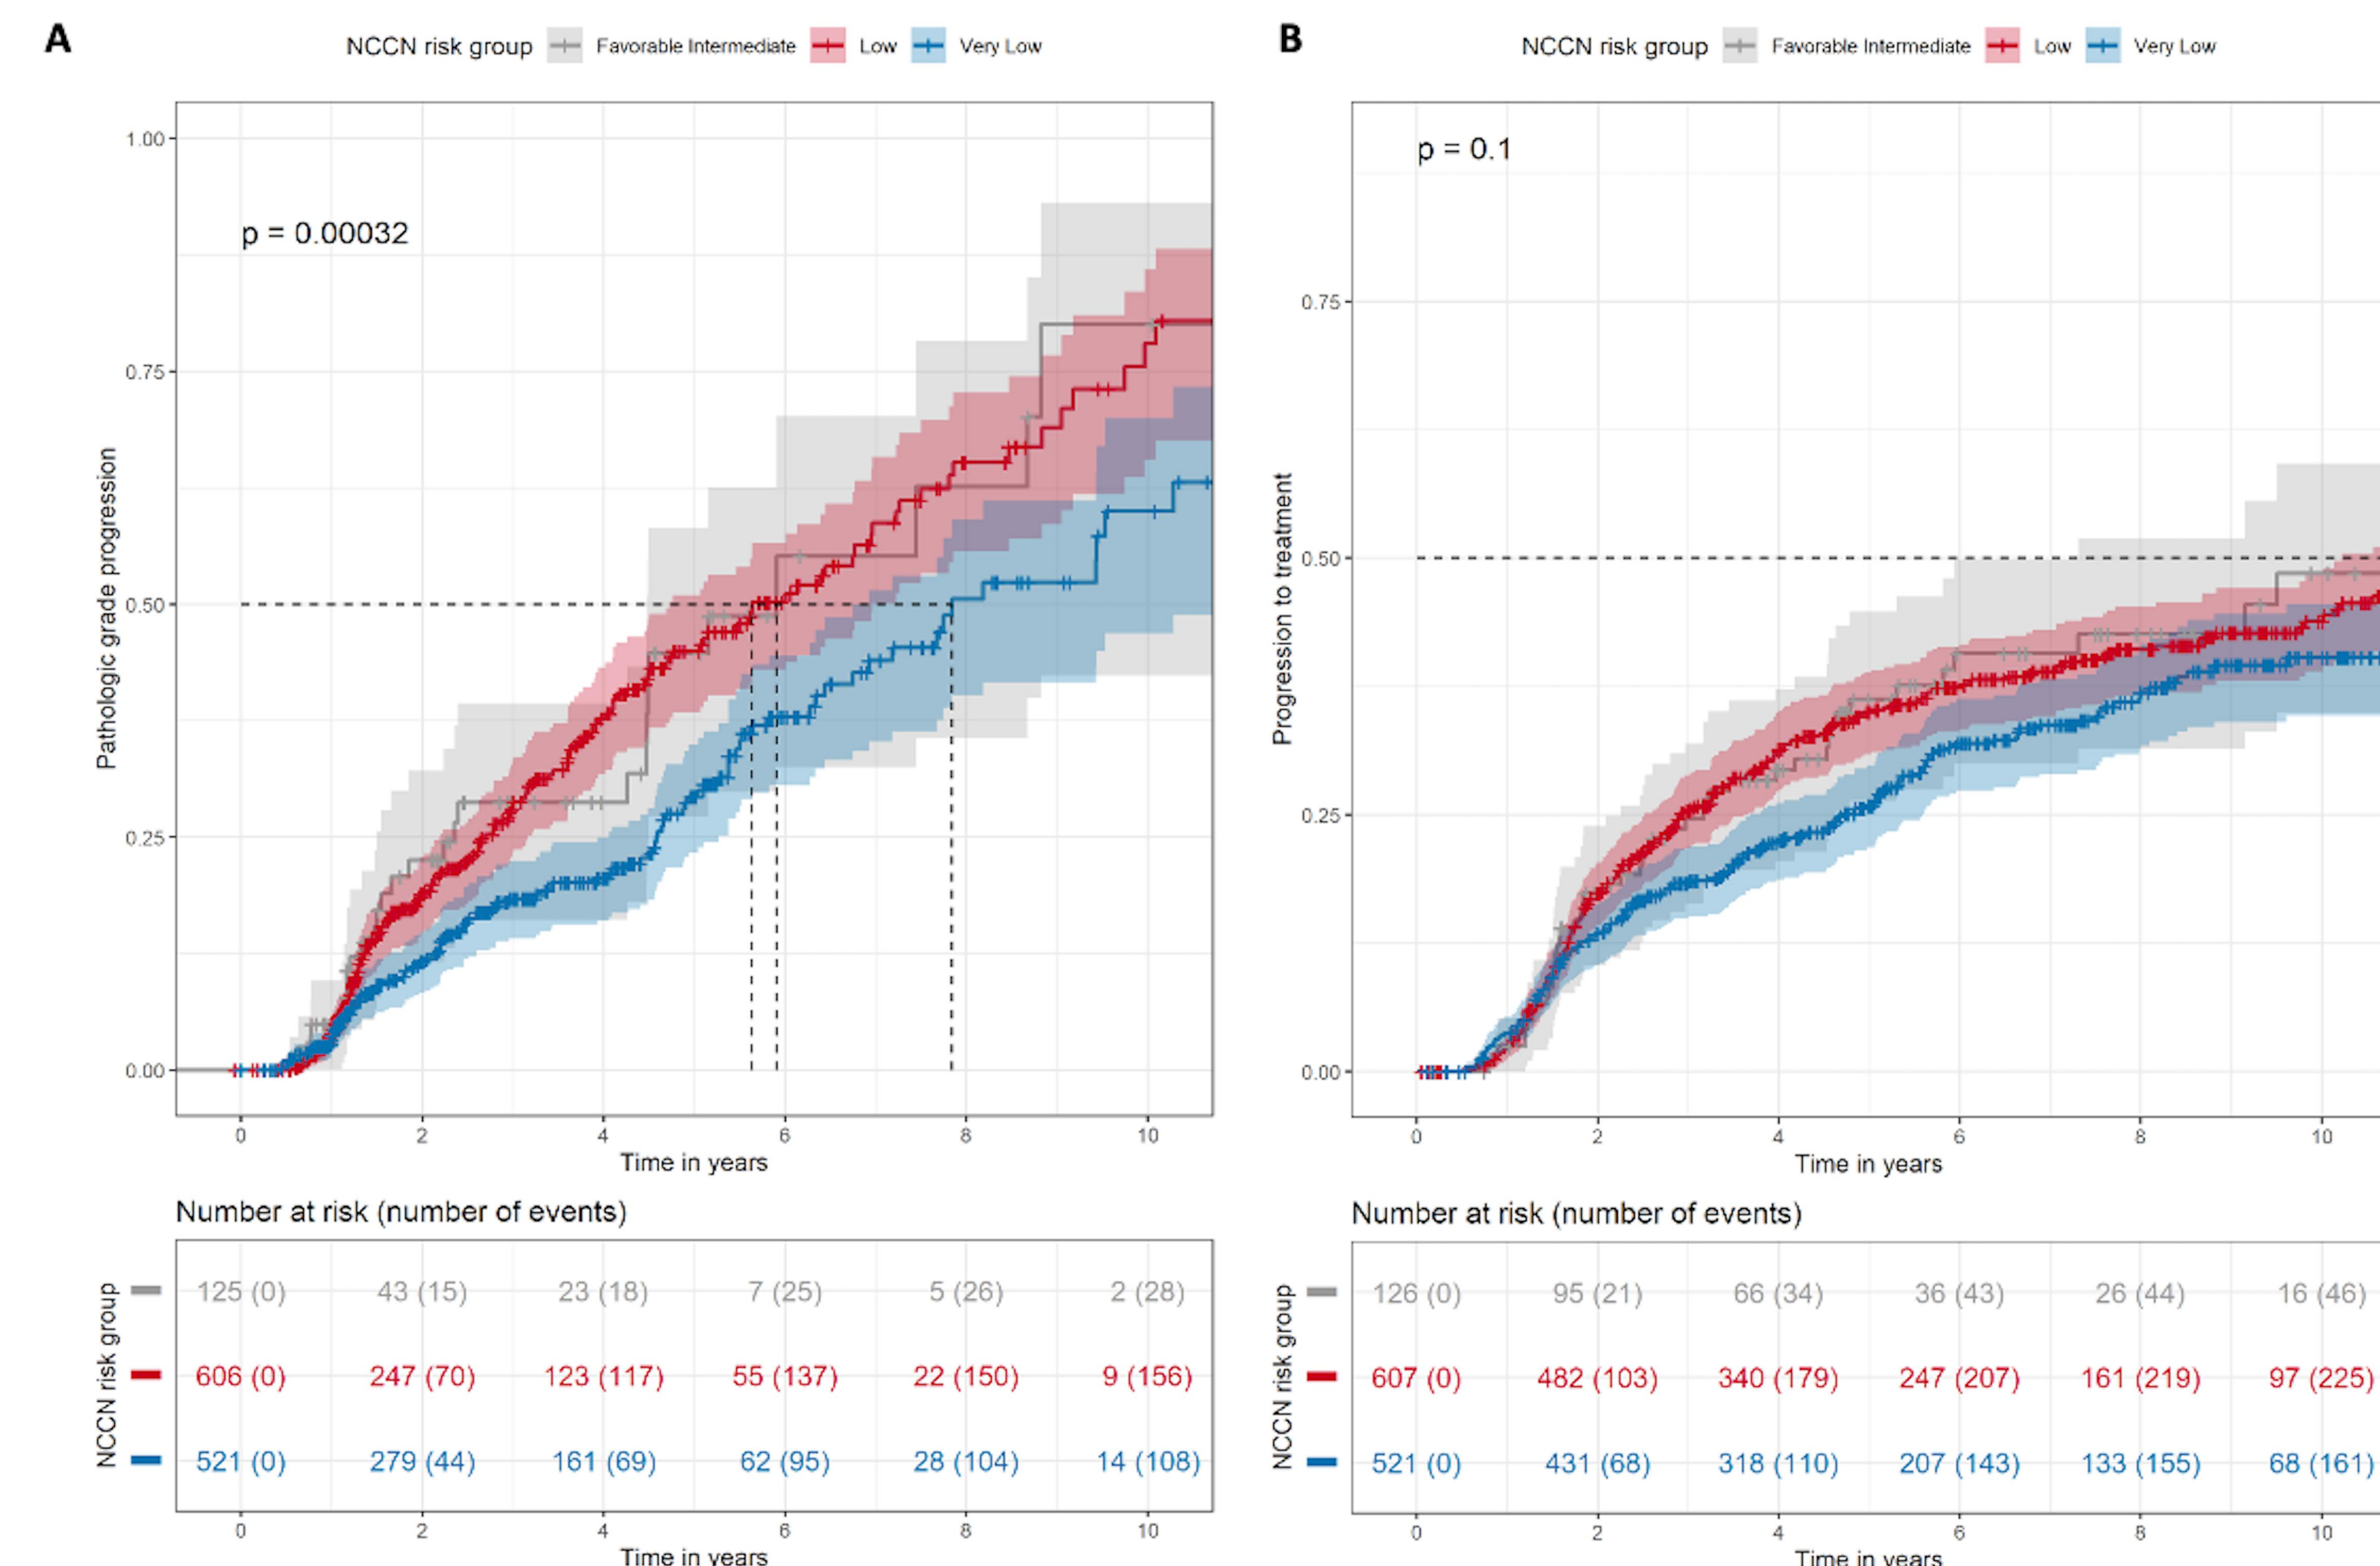 A
NCCN risk group Favorable Intermediate Low Very Low
p = 0.00032
Pathologic grade progression
1.00
0.75
0.50
0.25
0.00
0 2 4 6 8 10
Time in years
Number at risk (number of events)
NCCN risk group
125 (0) 43 (15) 23 (18) 7 (25) 5 (26) 2 (28)
606 (0) 247 (70) 123 (117) 55 (137) 22 (150) 9 (156)
521 (0) 279 (44) 161 (69) 62 (95) 28 (104) 14 (108)
0 2 4 6 8 10
Time in years
B
NCCN risk group Favorable Intermediate Low Very Low
p = 0.1
Progression to treatment
0.75
0.50
0.25
0.00
0 2 4 6 8 10
Time in years
Number at risk (number of events)
NCCN risk group
126 (0) 95 (21) 66 (34) 36 (43) 26 (44) 16 (46)
607 (0) 482 (103) 340 (179) 247 (207) 161 (219) 97 (225)
521 (0) 431 (68) 318 (110) 207 (143) 133 (155) 68 (161)
0 2 4 6 8 10
Time in years